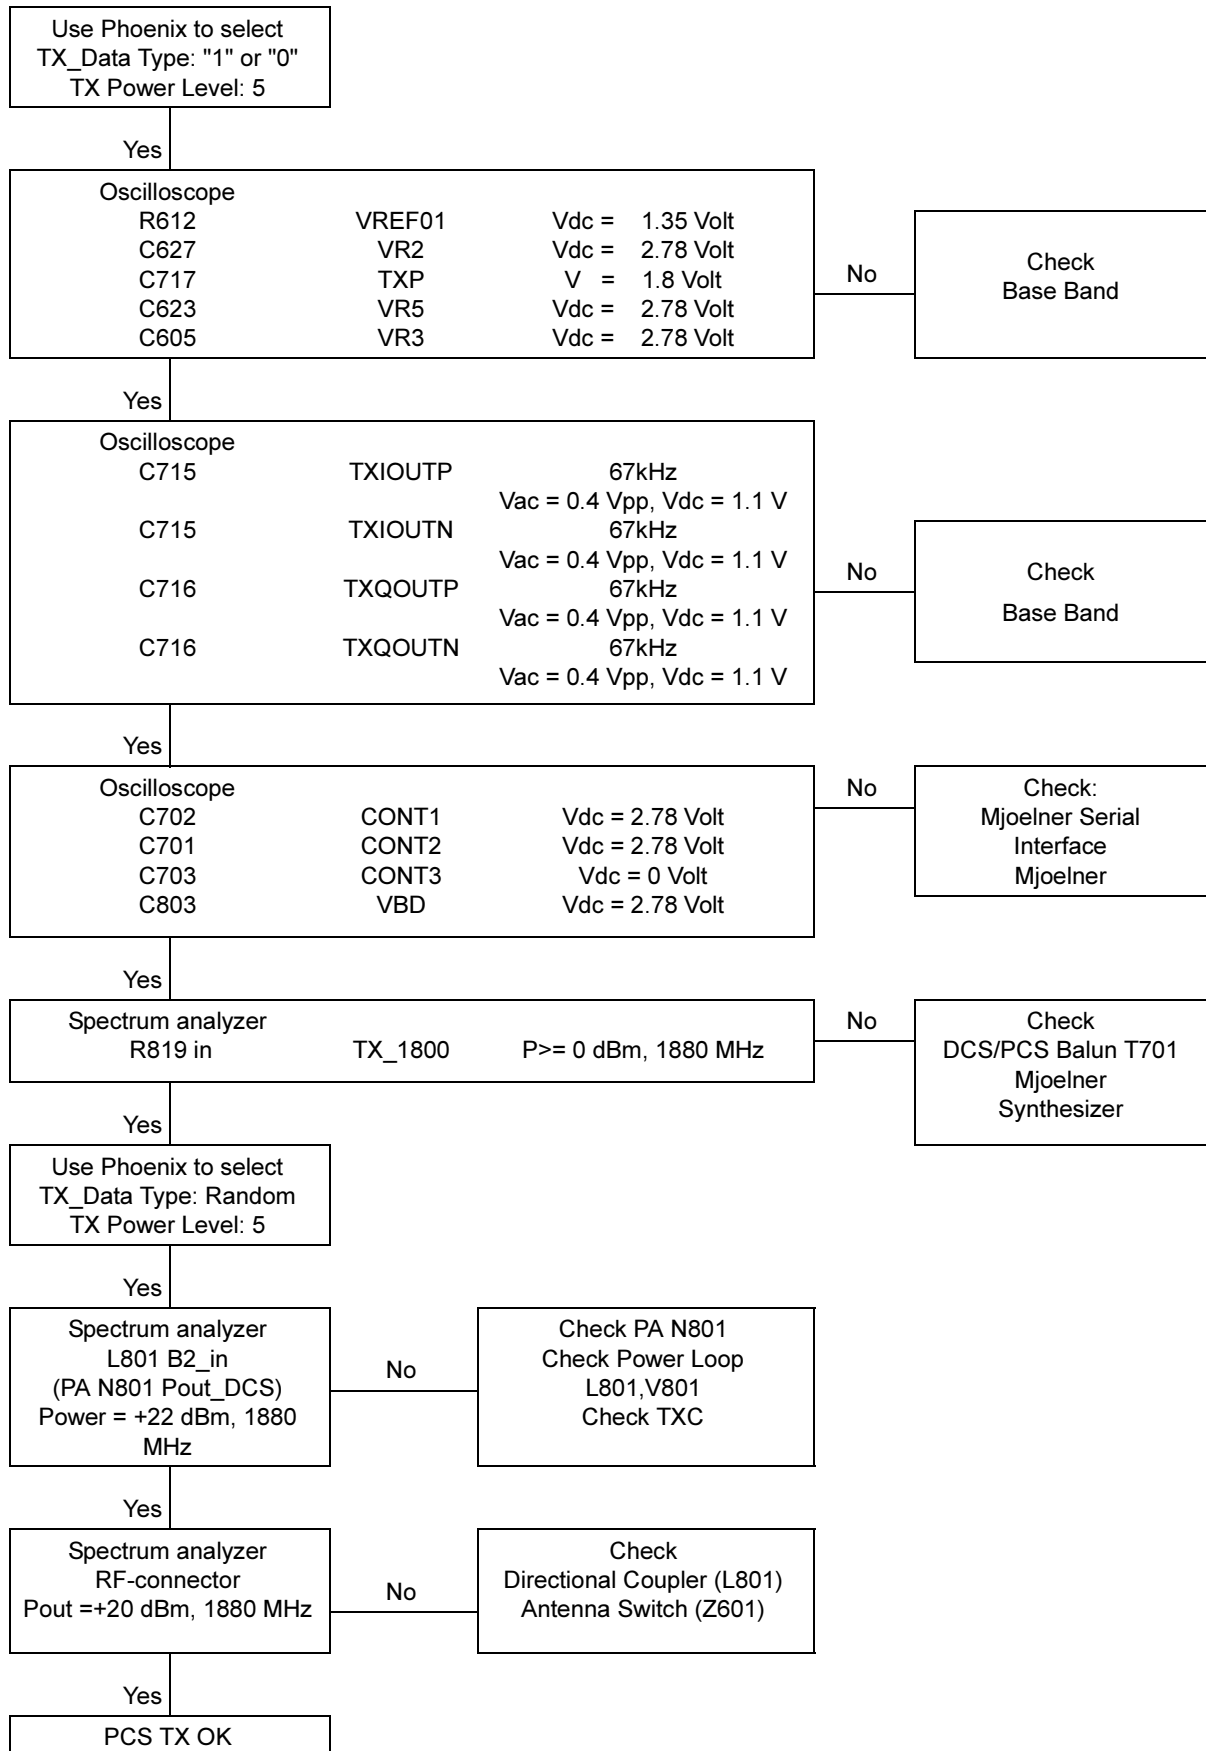 Use Phoenix to select
TX_Data Type: "1" or "0"
TX Power Level: 5
Yes
Oscilloscope
R612 VREF01 Vdc = 1.35 Volt
C627 VR2 Vdc = 2.78 Volt
C717 TXP V = 1.8 Volt
C623 VR5 Vdc = 2.78 Volt
C605 VR3 Vdc = 2.78 Volt
No
Check
Base Band
Yes
Oscilloscope
C715 TXIOUTP 67kHz
Vac = 0.4 Vpp, Vdc = 1.1 V
C715 TXIOUTN 67kHz
Vac = 0.4 Vpp, Vdc = 1.1 V
C716 TXQOUTP 67kHz
Vac = 0.4 Vpp, Vdc = 1.1 V
C716 TXQOUTN 67kHz
Vac = 0.4 Vpp, Vdc = 1.1 V
No
Check
Base Band
Yes
Oscilloscope
C702 CONT1 Vdc = 2.78 Volt
C701 CONT2 Vdc = 2.78 Volt
C703 CONT3 Vdc = 0 Volt
C803 VBD Vdc = 2.78 Volt
No
Check:
Mjoelner Serial
Interface
Mjoelner
Yes
Spectrum analyzer
R819 in TX_1800 P>= 0 dBm, 1880 MHz
No
Check
DCS/PCS Balun T701
Mjoelner
Synthesizer
Yes
Use Phoenix to select
TX_Data Type: Random
TX Power Level: 5
Yes
Spectrum analyzer
L801 B2_in
(PA N801 Pout_DCS)
Power = +22 dBm, 1880
MHz
No
Check PA N801
Check Power Loop
L801,V801
Check TXC
Yes
Spectrum analyzer
RF-connector
Pout =+20 dBm, 1880 MHz
No
Check
Directional Coupler (L801)
Antenna Switch (Z601)
Yes
PCS TX OK